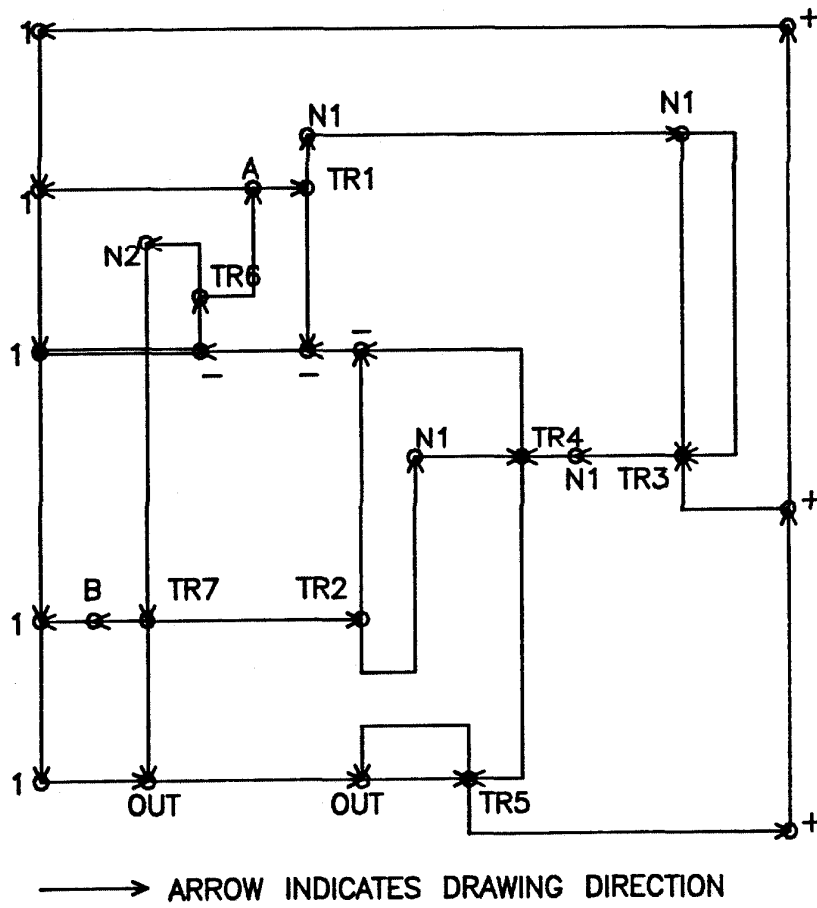 1 +
N1 N1
A
1 TR1
N2 TR6
1 – – –
N1 TR4 N1 TR3 +
1 B TR7 TR2
1 OUT OUT TR5
+
ARROW INDICATES DRAWING DIRECTION